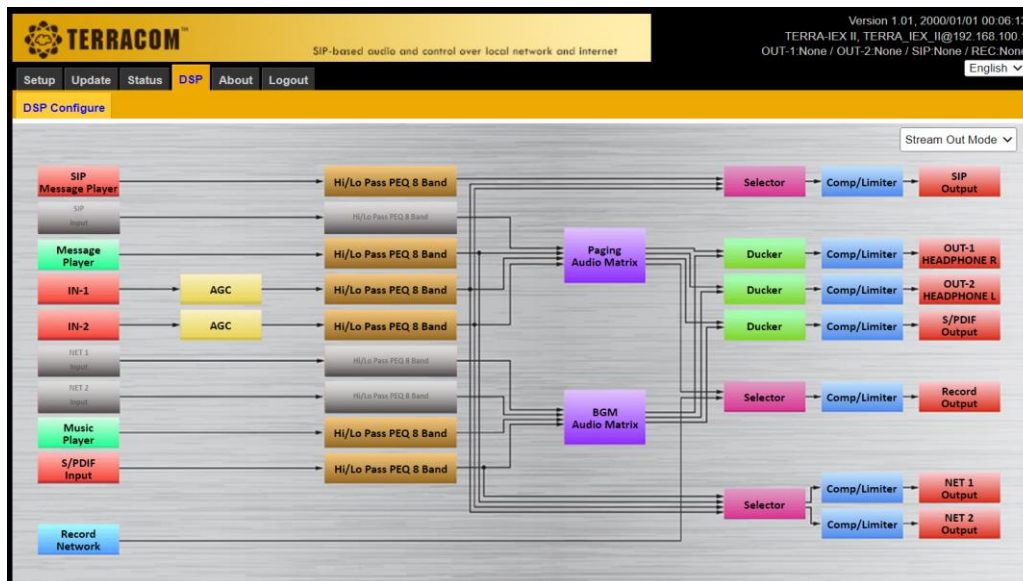 TERRACOM™
SIP-based audio and control over local network and internet
Version 1.01, 2000/01/01 00:06:13
TERRA-IEX II, TERRA_IEX_II@192.168.100.
OUT-1:None / OUT-2:None / SIP:None / REC:None
English
Setup Update Status DSP About Logout
DSP Configure
Stream Out Mode
SIP
Message Player
Hi/Lo Pass PEQ 8 Band
Selector
Comp/Limiter
SIP
Output
SIP
Input
Hi/Lo Pass PEQ 8 Band
Message
Player
Hi/Lo Pass PEQ 8 Band
Paging
Audio Matrix
Ducker
Comp/Limiter
OUT-1
HEADPHONE R
IN-1
AGC
Hi/Lo Pass PEQ 8 Band
Ducker
Comp/Limiter
OUT-2
HEADPHONE L
IN-2
AGC
Hi/Lo Pass PEQ 8 Band
Ducker
Comp/Limiter
S/PDIF
Output
NET 1
Input
Hi/Lo Pass PEQ 8 Band
NET 2
Input
Hi/Lo Pass PEQ 8 Band
Selector
Comp/Limiter
Record
Output
Music
Player
Hi/Lo Pass PEQ 8 Band
BGM
Audio Matrix
S/PDIF
Input
Hi/Lo Pass PEQ 8 Band
Selector
Comp/Limiter
NET 1
Output
Comp/Limiter
NET 2
Output
Record
Network